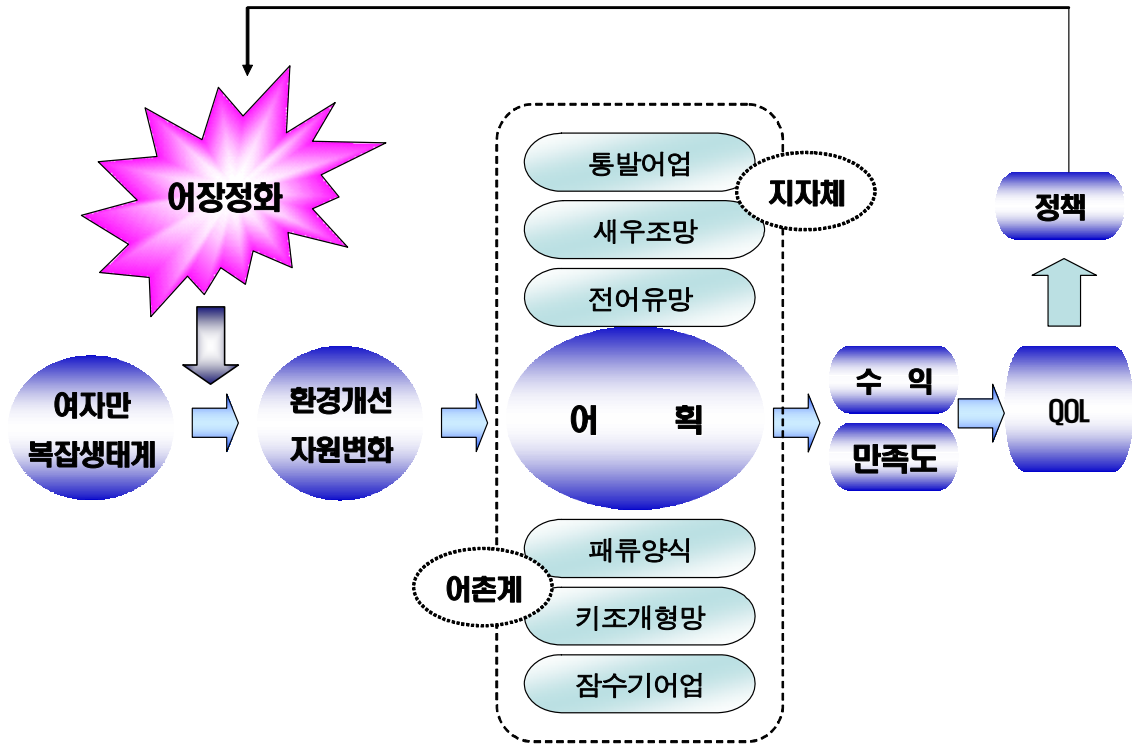 어장정화
통발어업
지자체
새우조망
전어유망
정책
여자만
복잡생태계
환경개선
자원변화
어 획
수 익
만족도
QOL
패류양식
어촌계
키조개형망
잠수기어업